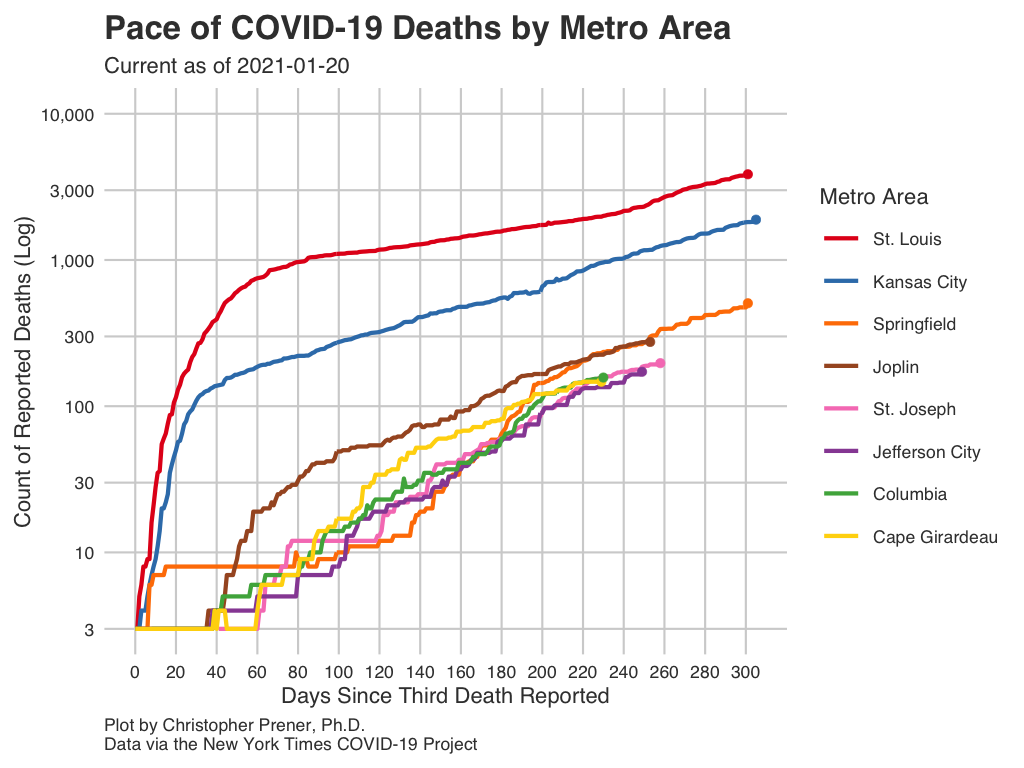 Pace of COVID-19 Deaths by Metro Area
Current as of 2021-01-20
Count of Reported Deaths (Log)
10,000
3,000
1,000
300
100
30
10
3
0 20 40 60 80 100 120 140 160 180 200 220 240 260 280 300
Days Since Third Death Reported
Metro Area
St. Louis
Kansas City
Springfield
Joplin
St. Joseph
Jefferson City
Columbia
Cape Girardeau
Plot by Christopher Prener, Ph.D.
Data via the New York Times COVID-19 Project